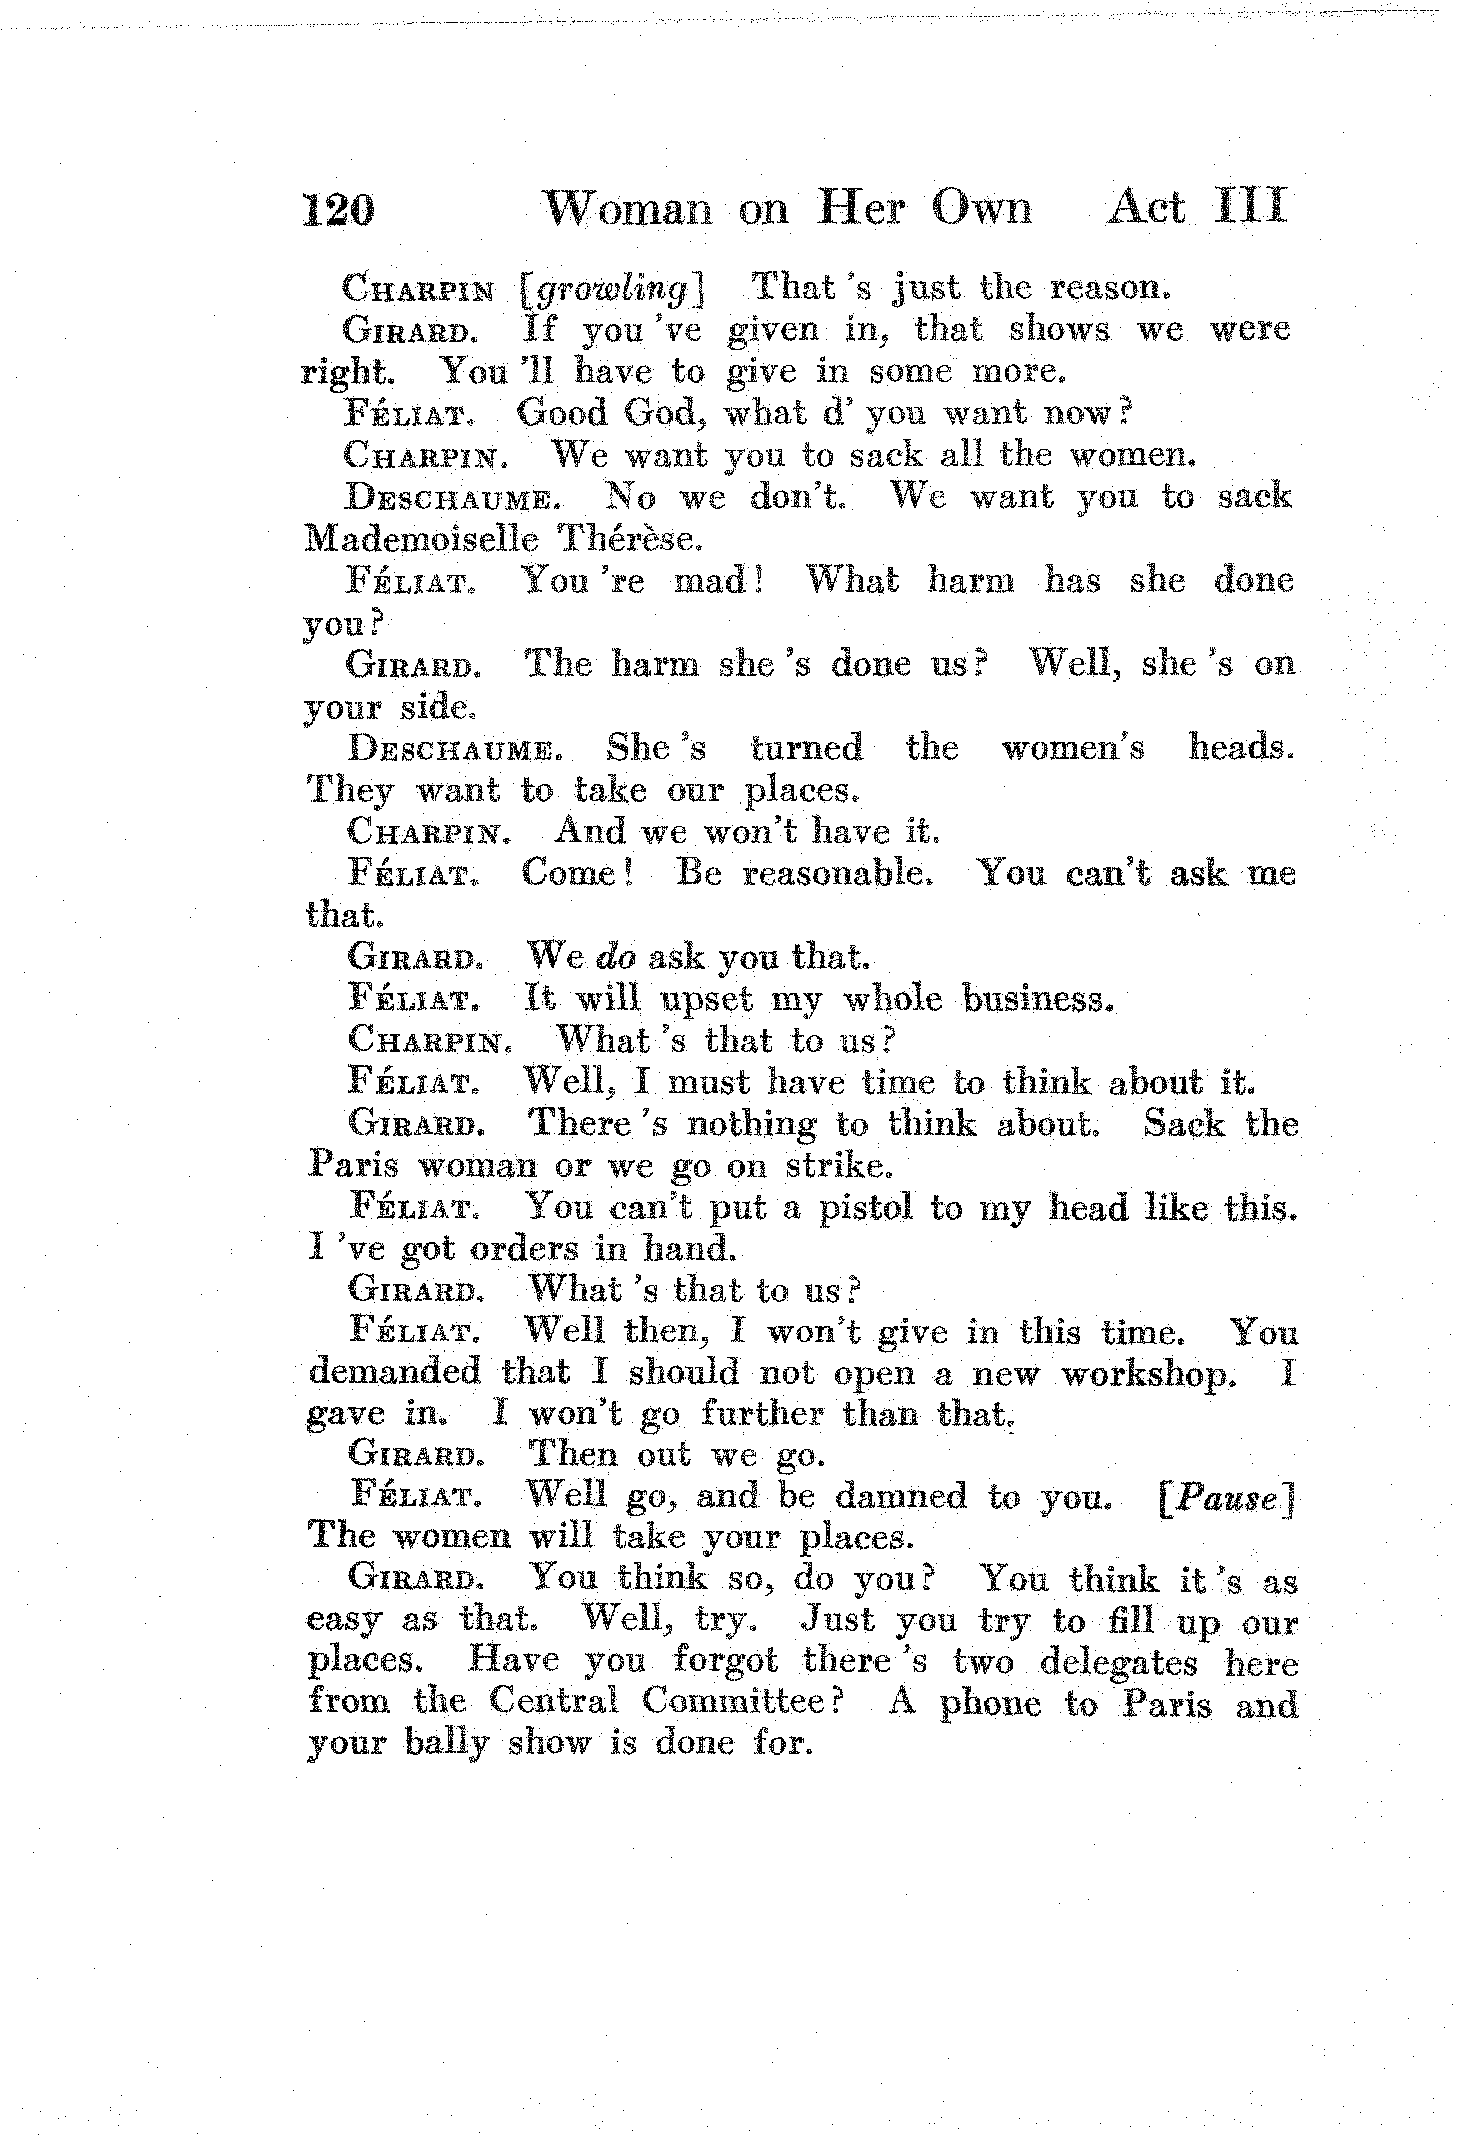 120 Woman on Her Own Act III
CHARPIN [growling] That 's just the reason.
GIRARD. If you 've given in, that shows we were
right. You 'll have to give in some more.
FÉLIAT. Good God, what d' you want now?
CHARPIN. We want you to sack all the women.
DESCHAUME. No we don't. We want you to sack
Mademoiselle Thérèse.
FÉLIAT. You 're mad! What harm has she done
you?
GIRARD. The harm she 's done us? Well, she 's on
your side.
DESCHAUME. She 's turned the women's heads.
They want to take our places.
CHARPIN. And we won't have it.
FÉLIAT. Come! Be reasonable. You can't ask me
that.
GIRARD. We do ask you that.
FÉLIAT. It will upset my whole business.
CHARPIN. What 's that to us?
FÉLIAT. Well, I must have time to think about it.
GIRARD. There 's nothing to think about. Sack the
Paris woman or we go on strike.
FÉLIAT. You can't put a pistol to my head like this.
I 've got orders in hand.
GIRARD. What 's that to us?
FÉLIAT. Well then, I won't give in this time. You
demanded that I should not open a new workshop. I
gave in. I won't go further than that.
GIRARD. Then out we go.
FÉLIAT. Well go, and be damned to you. [Pause]
The women will take your places.
GIRARD. You think so, do you? You think it 's as
easy as that. Well, try. Just you try to fill up our
places. Have you forgot there 's two delegates here
from the Central Committee? A phone to Paris and
your bally show is done for.